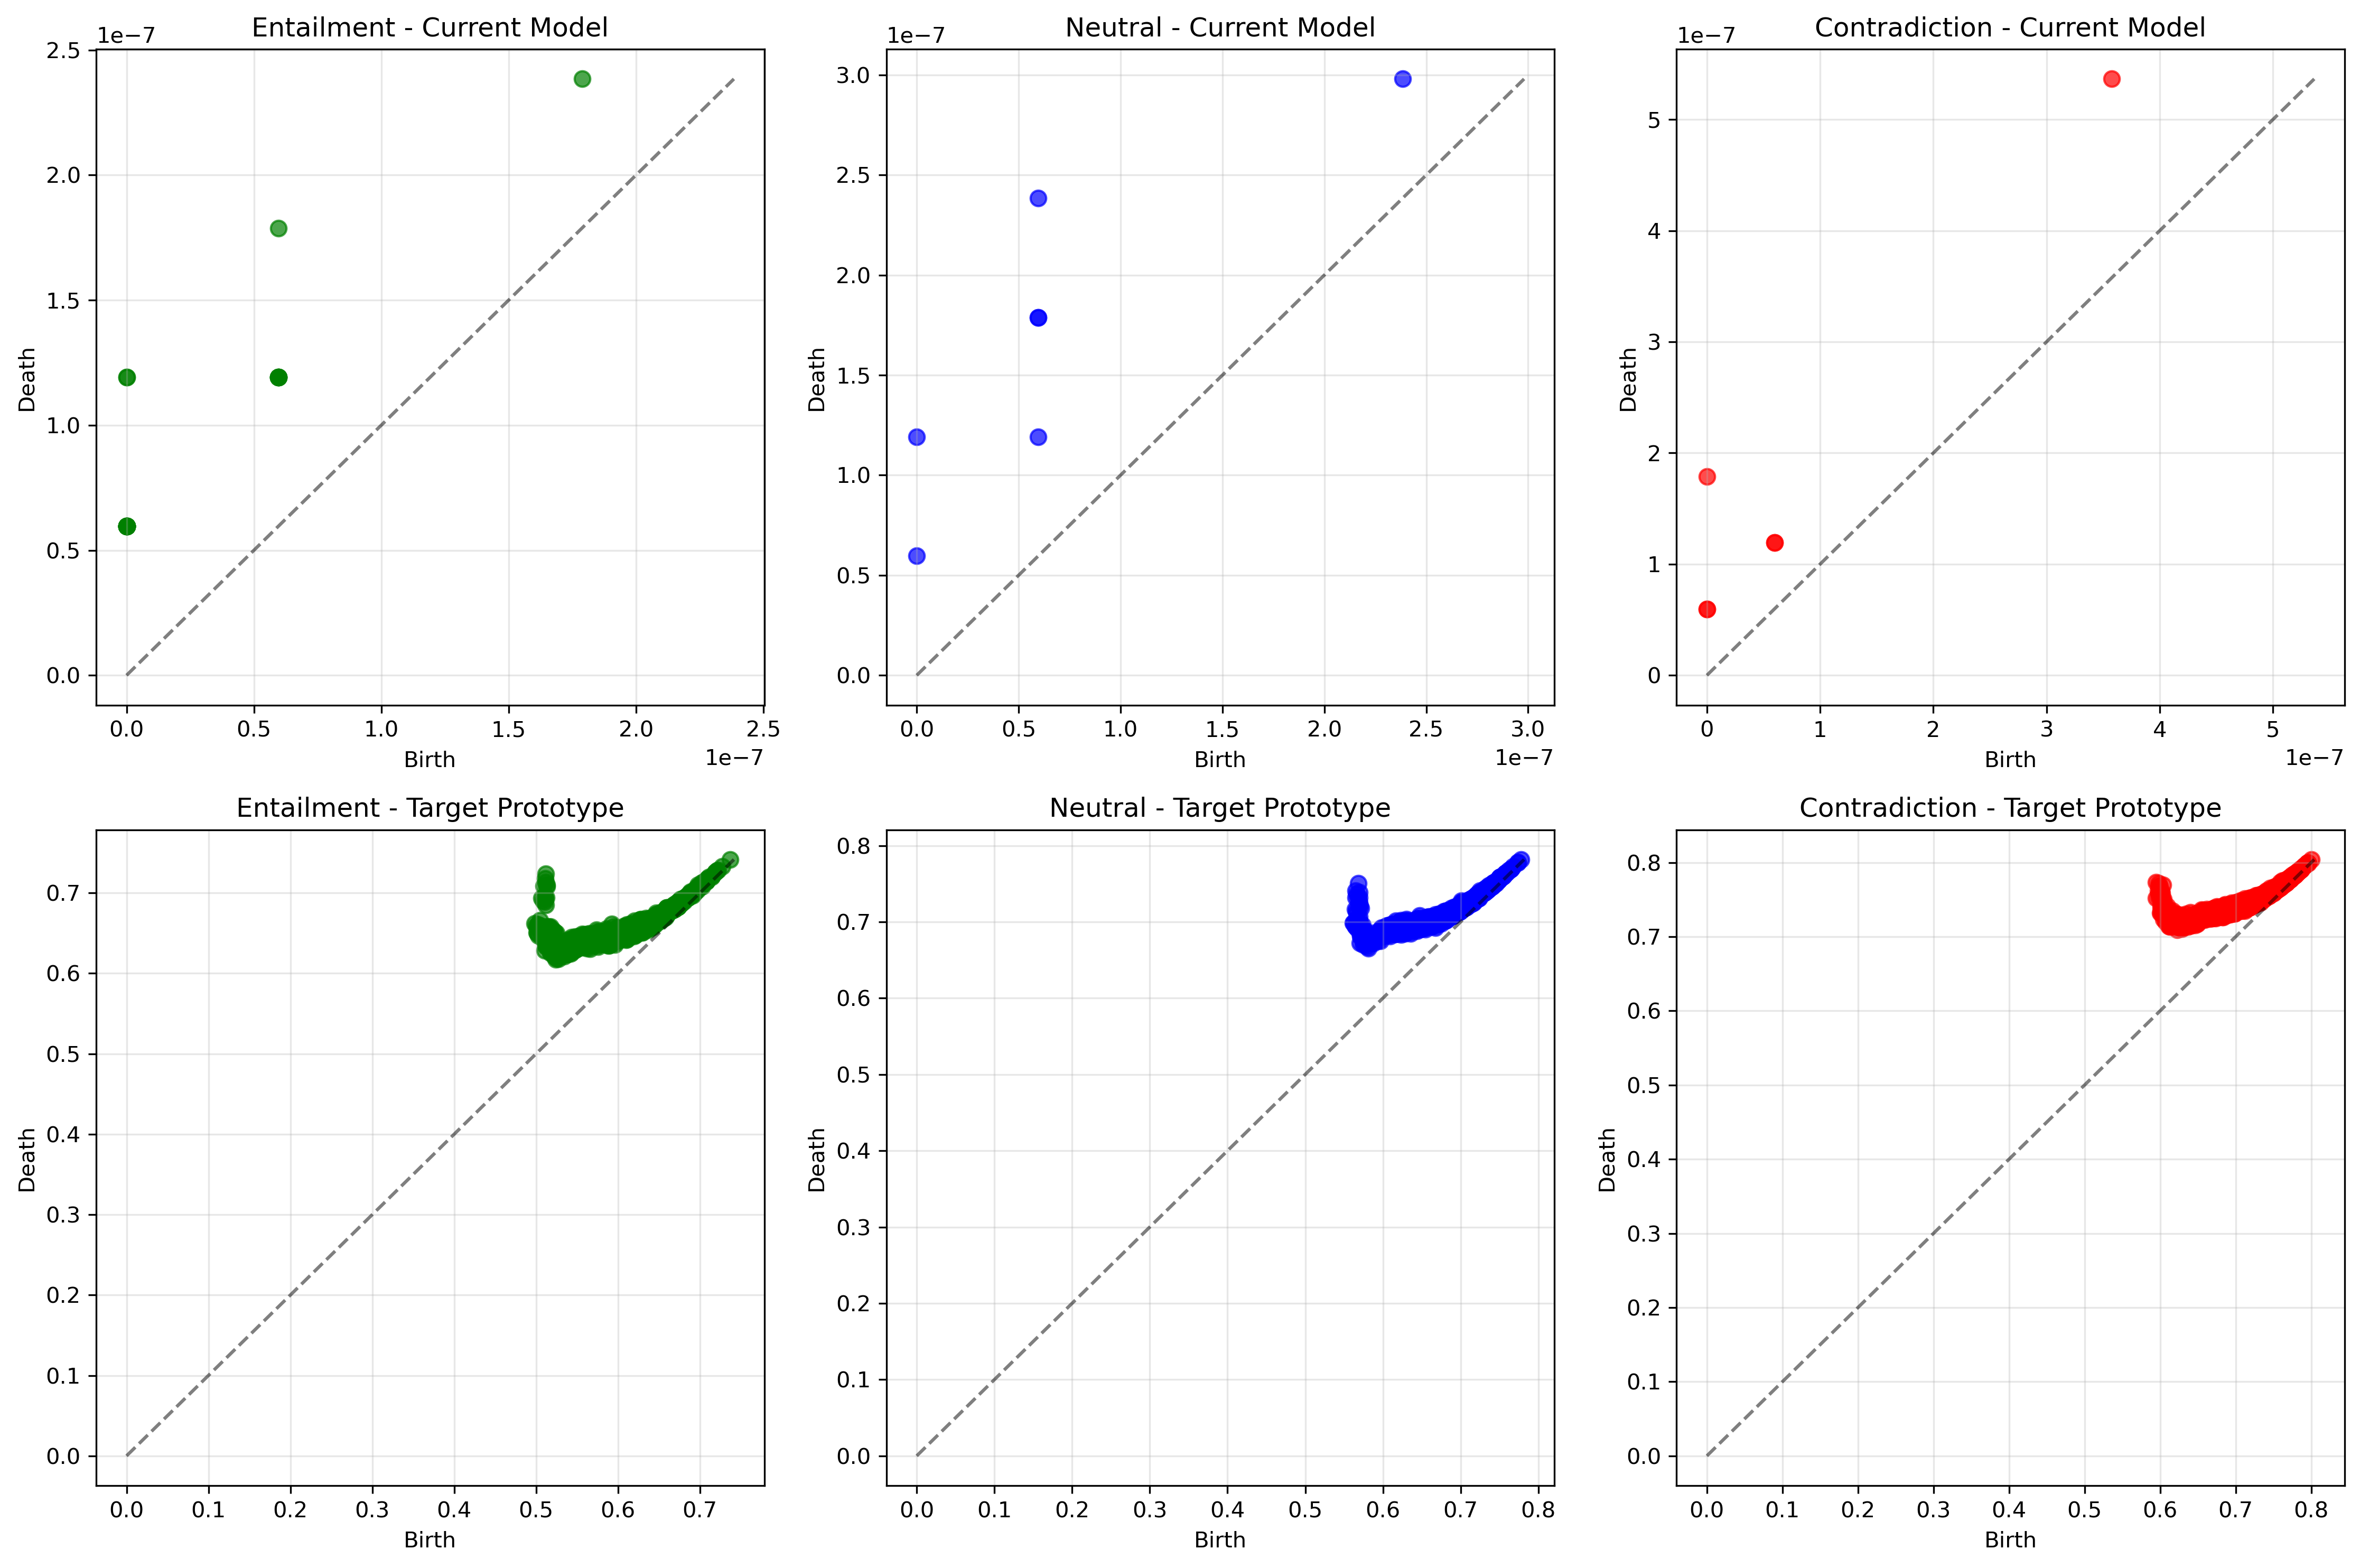 Entailment - Current Model
1e−7
2.5
2.0
1.5
1.0
0.5
0.0
Death
0.0 0.5 1.0 1.5 2.0 2.5
Birth
1e−7
Neutral - Current Model
1e−7
3.0
2.5
2.0
1.5
1.0
0.5
0.0
Death
0.0 0.5 1.0 1.5 2.0 2.5 3.0
Birth
1e−7
Contradiction - Current Model
1e−7
5
4
3
2
1
0
Death
0 1 2 3 4 5
Birth
1e−7
Entailment - Target Prototype
0.7
0.6
0.5
0.4
0.3
0.2
0.1
0.0
Death
0.0 0.1 0.2 0.3 0.4 0.5 0.6 0.7
Birth
Neutral - Target Prototype
0.8
0.7
0.6
0.5
0.4
0.3
0.2
0.1
0.0
Death
0.0 0.1 0.2 0.3 0.4 0.5 0.6 0.7 0.8
Birth
Contradiction - Target Prototype
0.8
0.7
0.6
0.5
0.4
0.3
0.2
0.1
0.0
Death
0.0 0.1 0.2 0.3 0.4 0.5 0.6 0.7 0.8
Birth